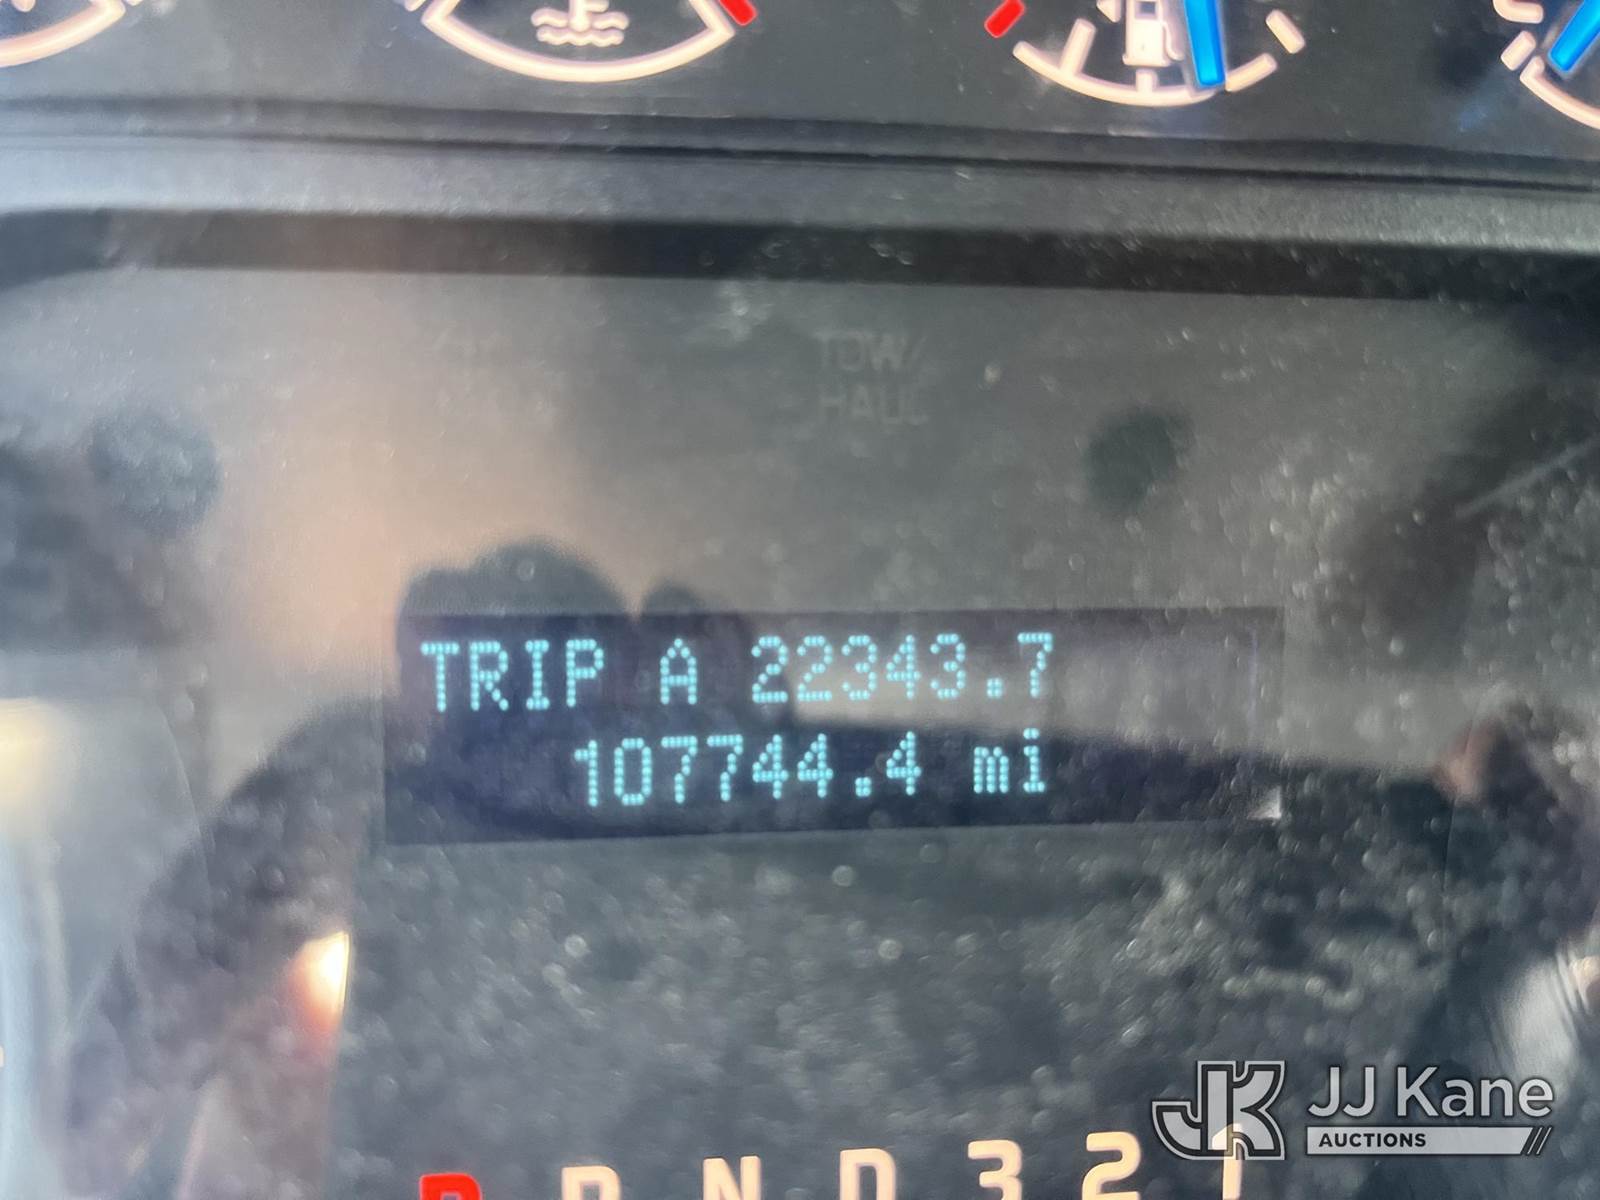 TOW/
HAUL
TRIP A 22343.7
107744.4 mi
P R N D 3 2 1
JJ Kane
AUCTIONS